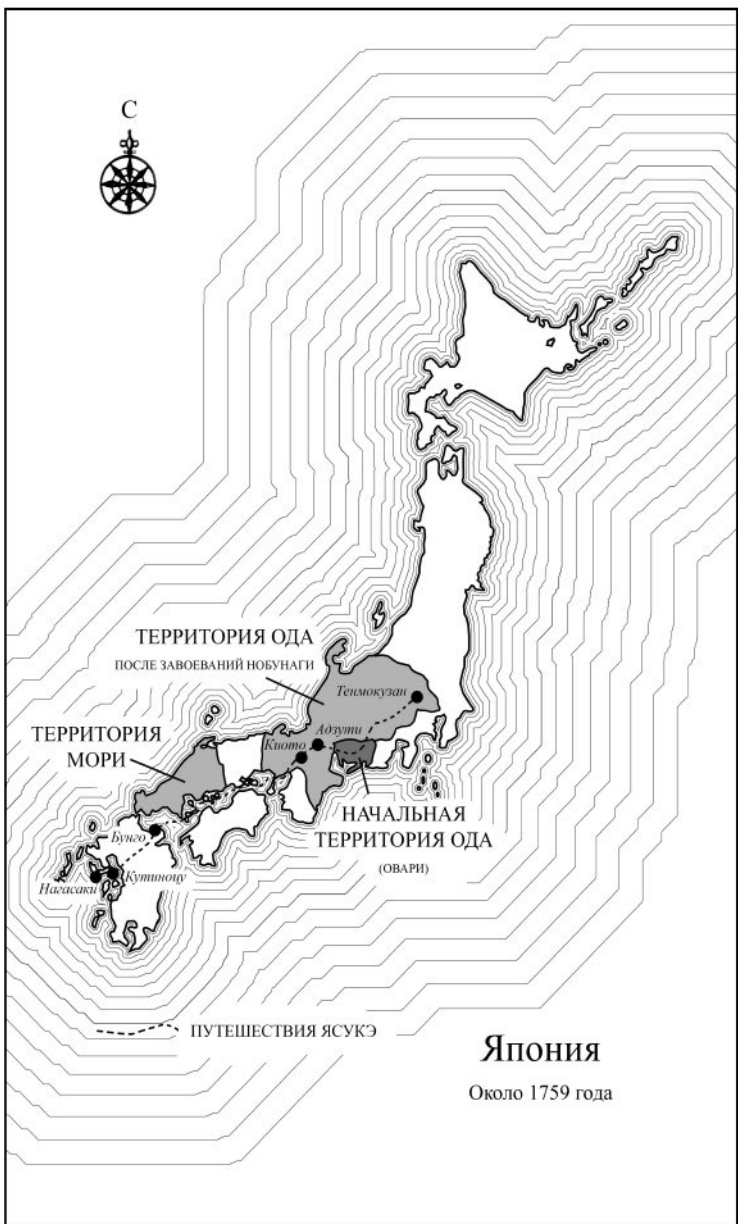 С
ТЕРРИТОРИЯ ОДА
ПОСЛЕ ЗАВОЕВАНИЙ НОБУНАГИ
Тенмокузан
ТЕРРИТОРИЯ
МОРИ
Адзути
Киото
НАЧАЛЬНАЯ
ТЕРРИТОРИЯ ОДА
(ОВАРИ)
Бунго
Нагасаки
Кутиноцу
ПУТЕШЕСТВИЯ ЯСУКЭ
Япония
Около 1759 года